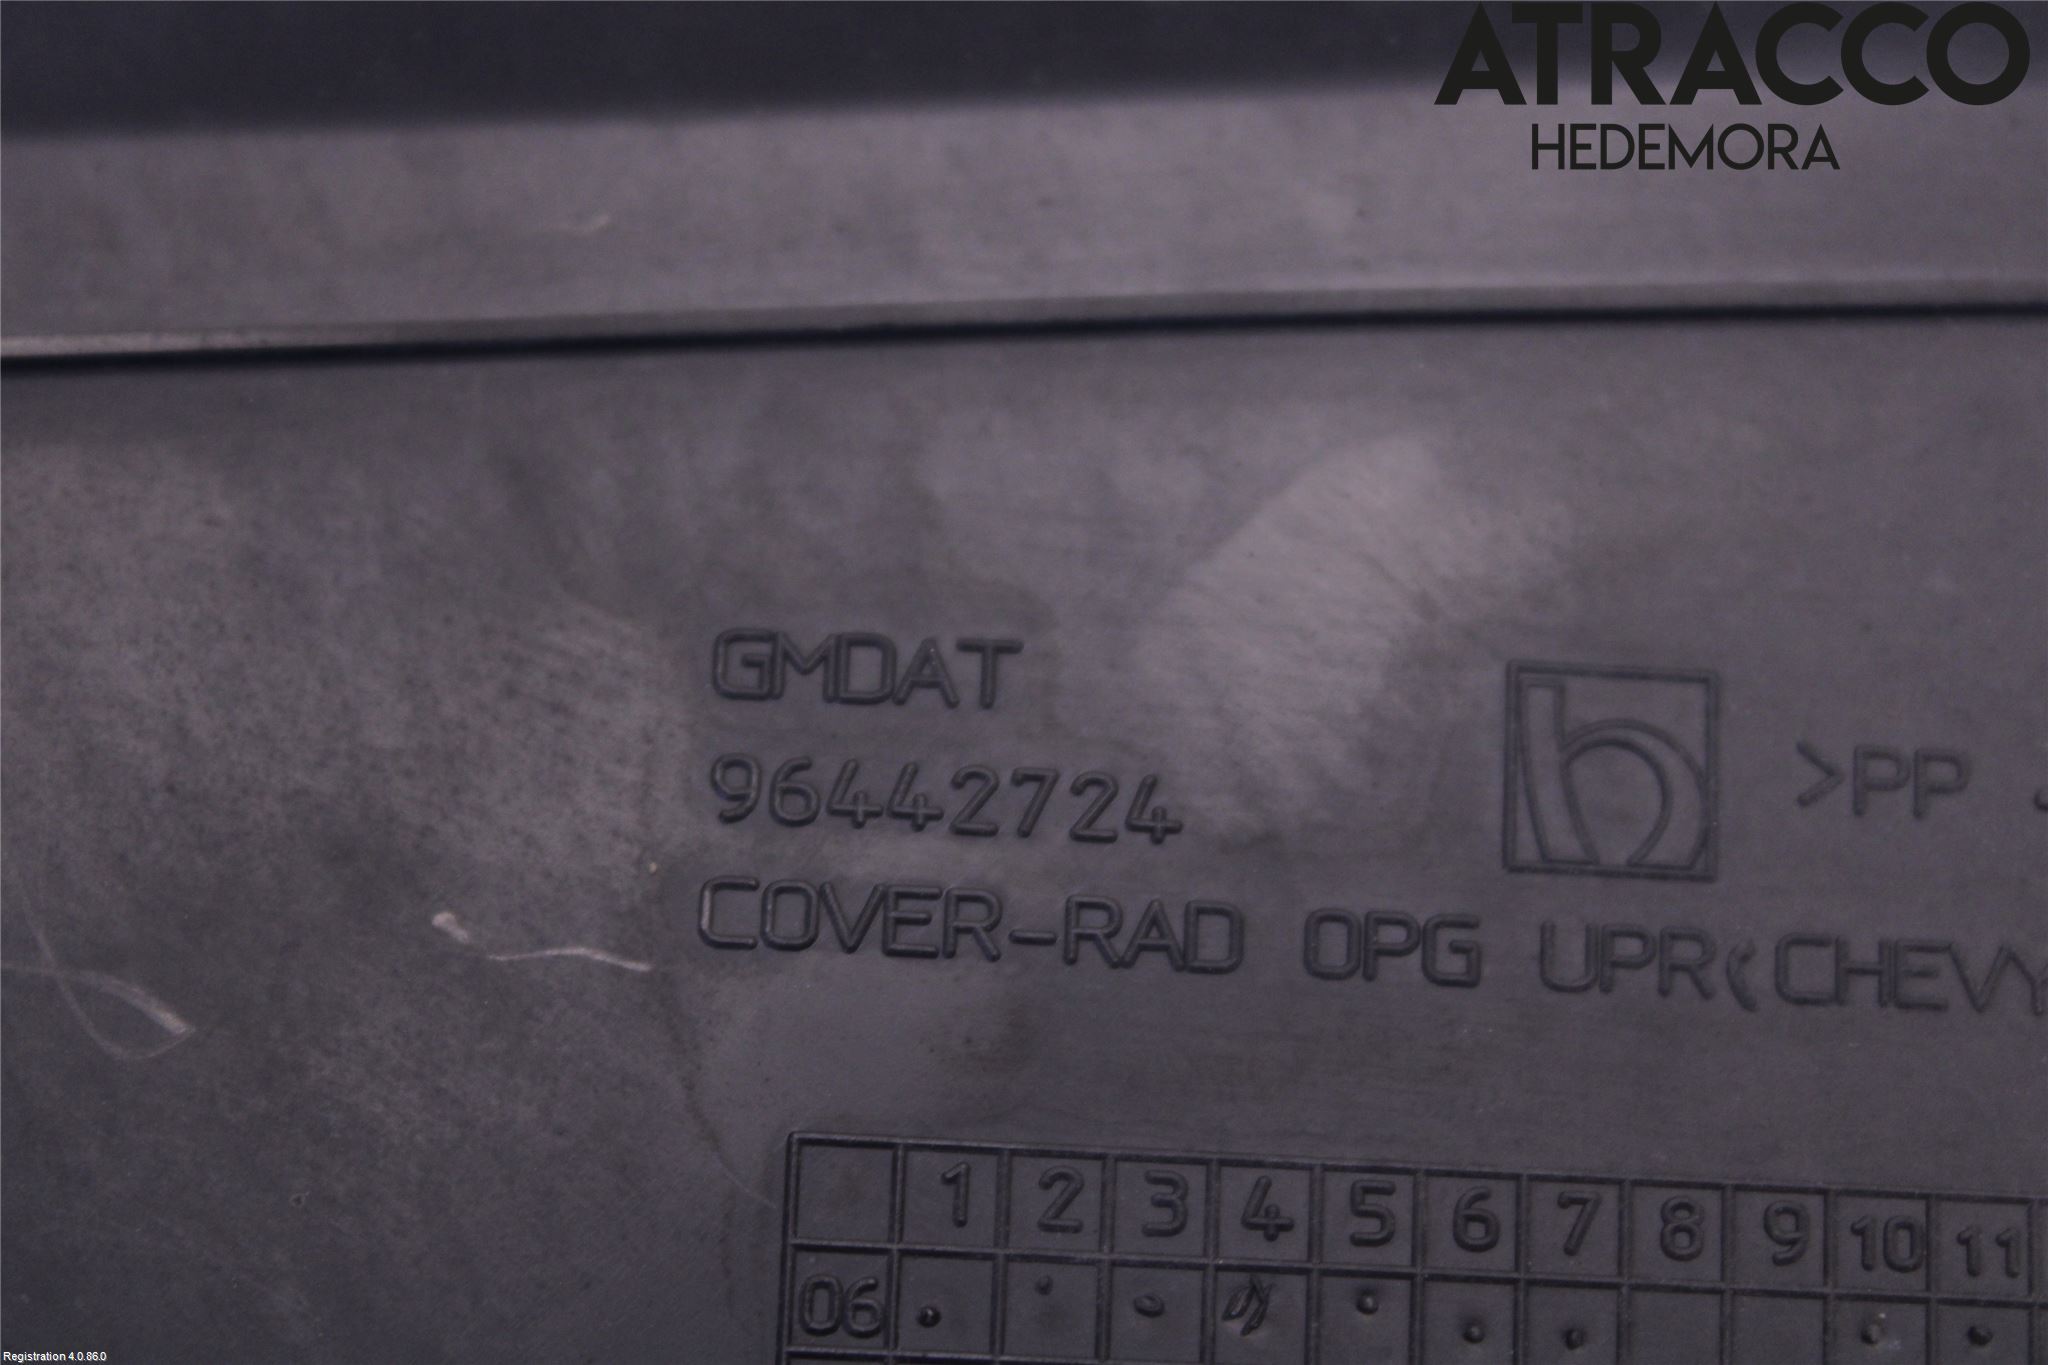 ATRACCO
HEDEMORA
GMDAT
96442724
h >PP
COVER-RAD OPG UPR(CHEVY
1 2 3 4 5 6 7 8 9 10 11
06
Registration 4.0.86.0